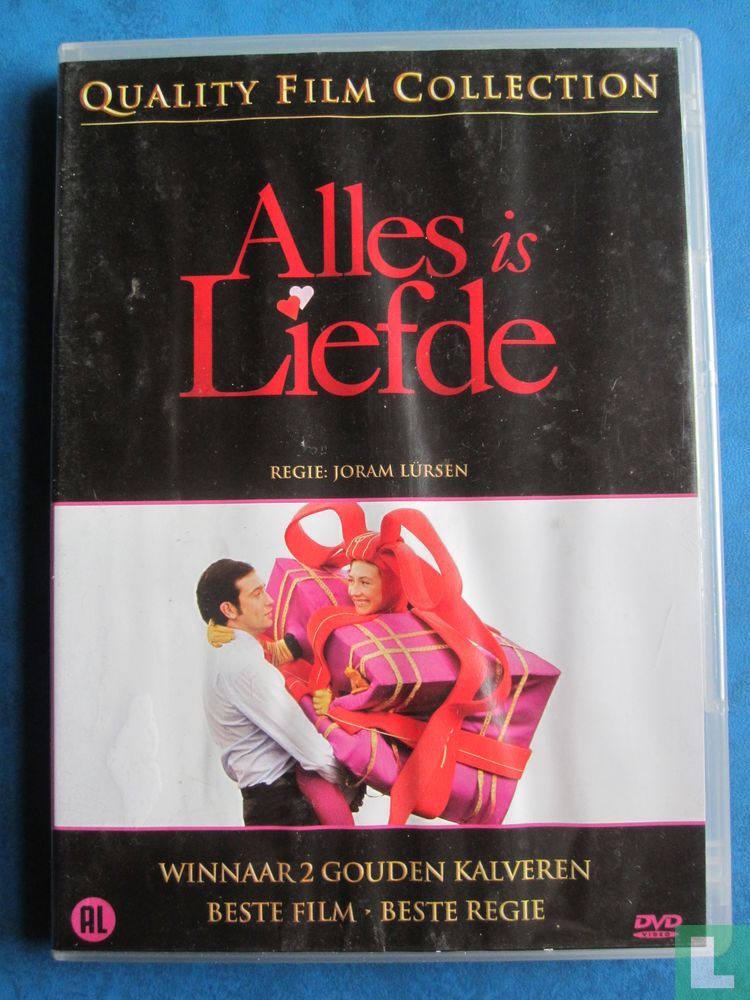 QUALITY FILM COLLECTION
Alles is
Liefde
REGIE: JORAM LÜRSEN
WINNAAR 2 GOUDEN KALVEREN
BESTE FILM - BESTE REGIE
AL
DVD
VIDEO
L